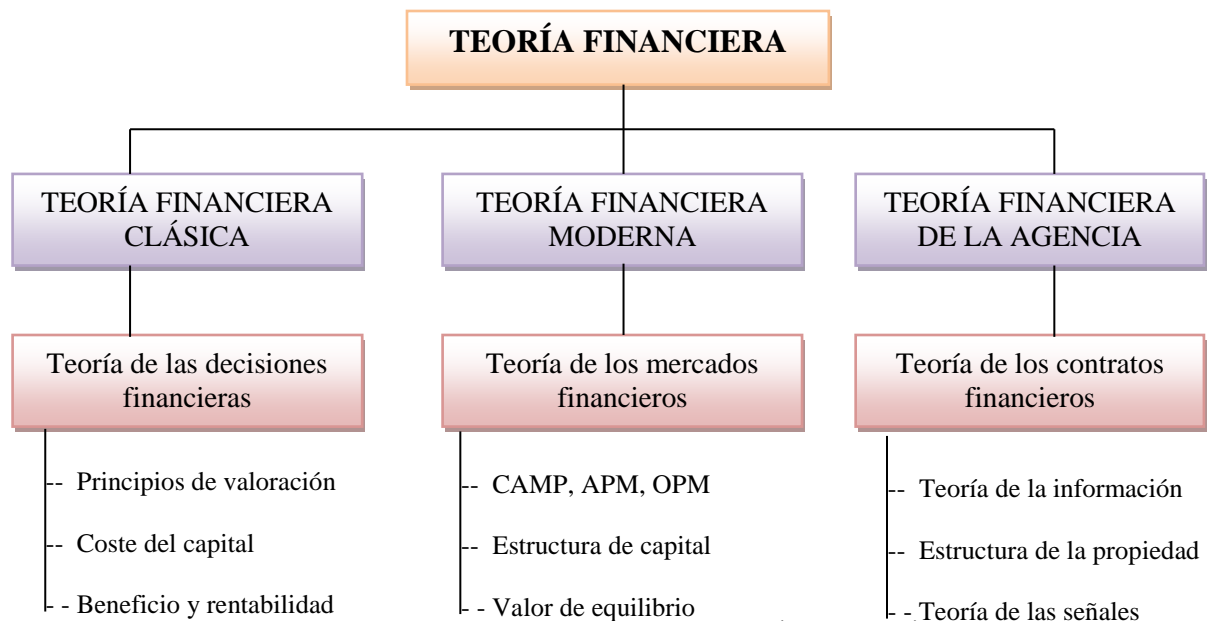 TEORÍA FINANCIERA
TEORÍA FINANCIERA
CLÁSICA
Teoría de las decisiones
financieras
-- Principios de valoración
-- Coste del capital
- - Beneficio y rentabilidad
TEORÍA FINANCIERA
MODERNA
Teoría de los mercados
financieros
-- CAMP, APM, OPM
-- Estructura de capital
- - Valor de equilibrio
TEORÍA FINANCIERA
DE LA AGENCIA
Teoría de los contratos
financieros
-- Teoría de la información
-- Estructura de la propiedad
- - Teoría de las señales